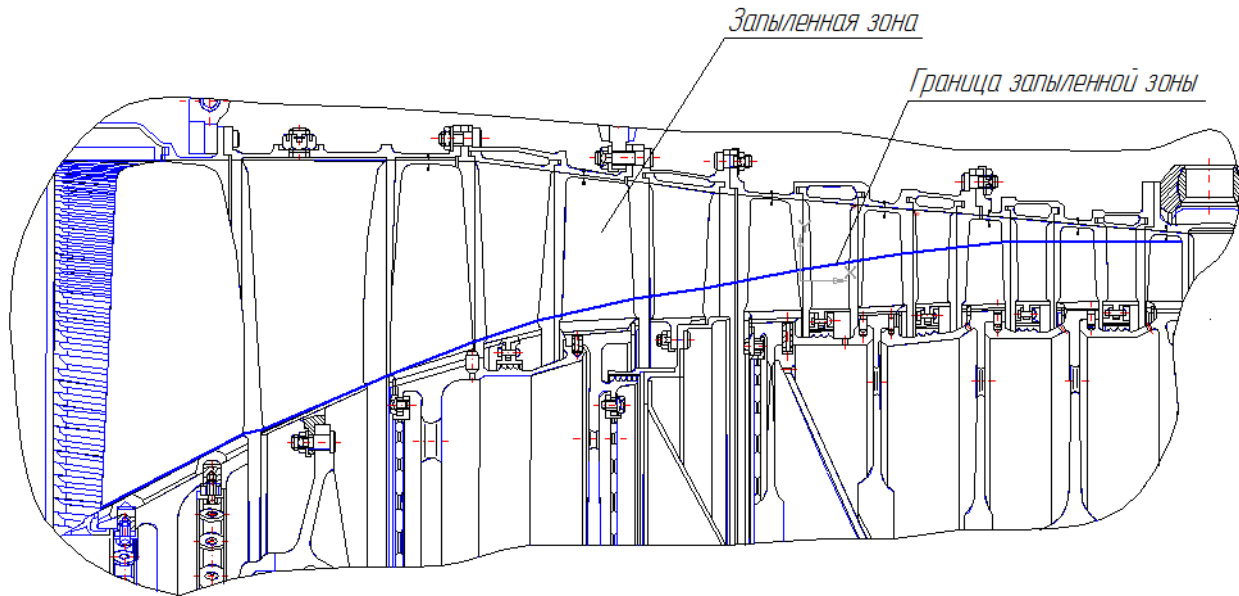 Запыленная зона
Граница запыленной зоны
X